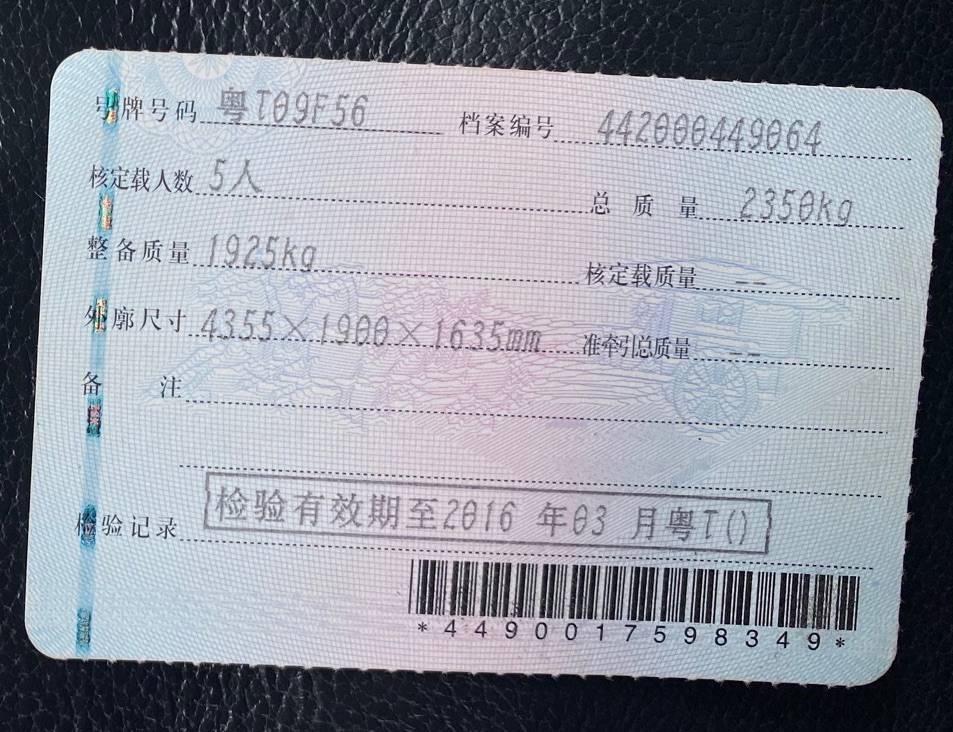 号牌号码 粤T09F56 档案编号 442000449064
核定载人数 5人 总质量 2350kg
整备质量 1925kg 核定载质量 --
外廓尺寸 4355×1900×1635mm 准牵引总质量 --
备注
检验记录 检验有效期至2016 年03 月粤T()
*4490017598349*